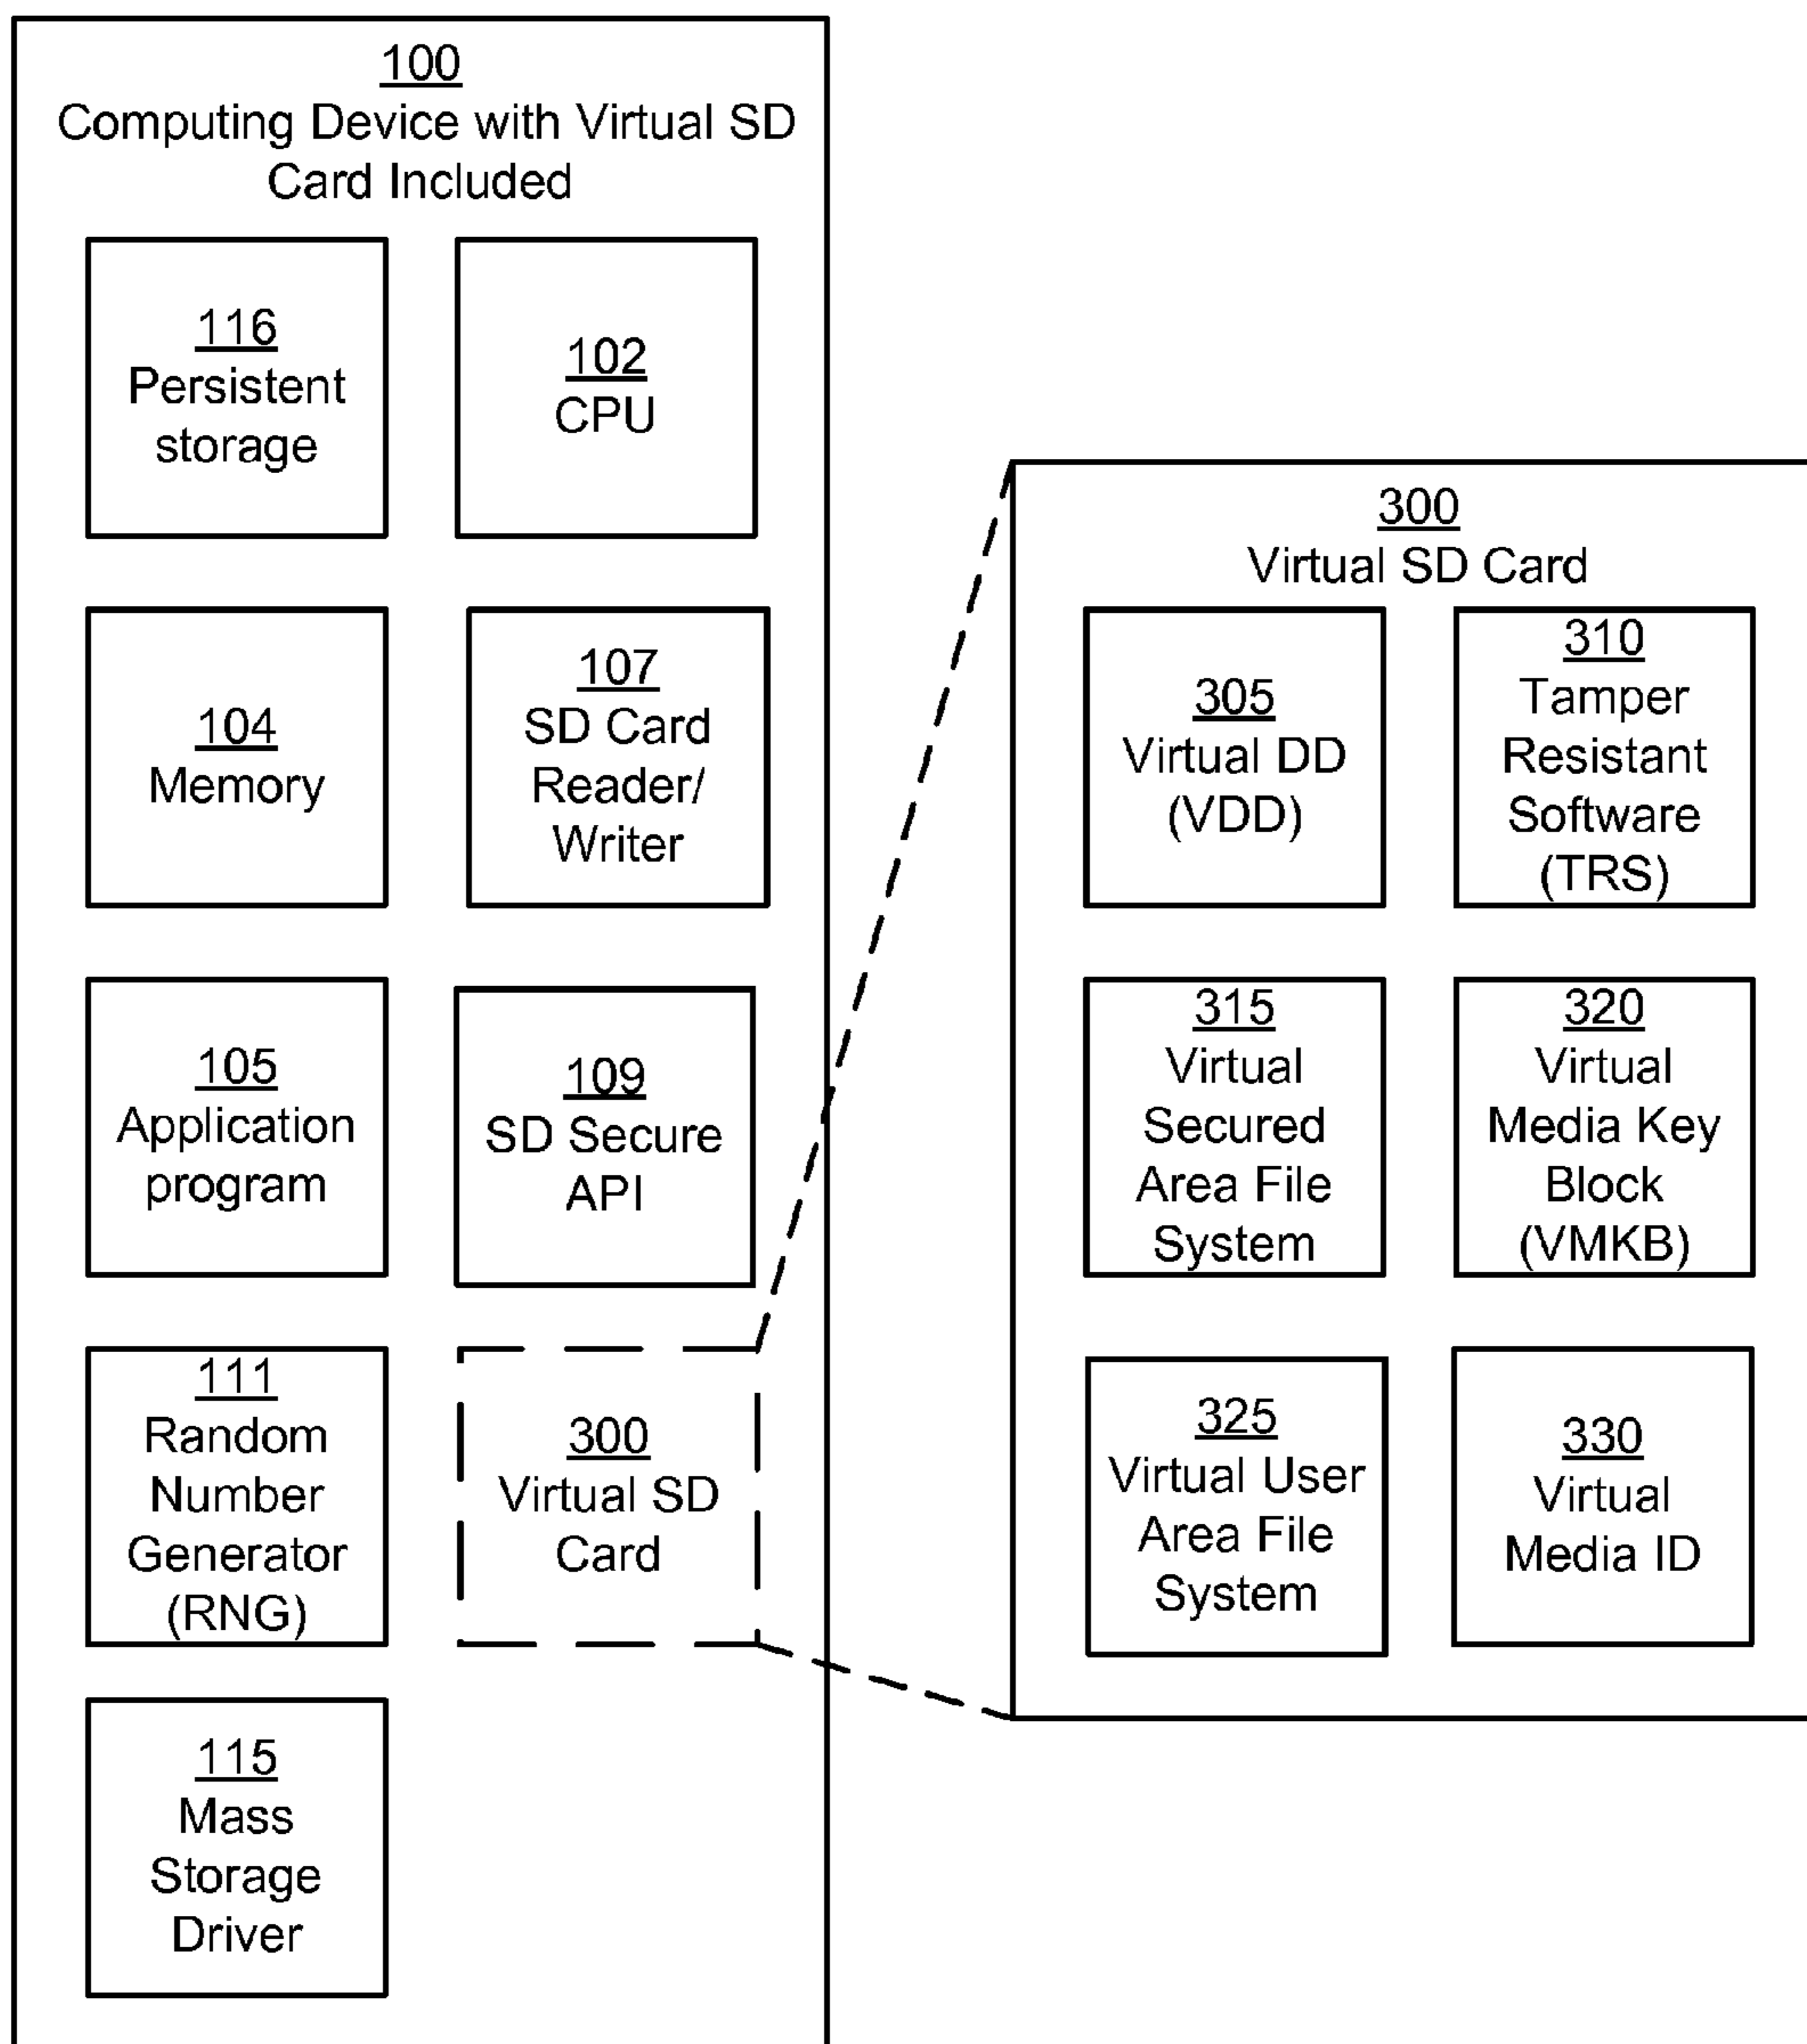 100
Computing Device with Virtual SD
Card Included
116
Persistent
storage
102
CPU
104
Memory
107
SD Card
Reader/
Writer
105
Application
program
109
SD Secure
API
111
Random
Number
Generator
(RNG)
300
Virtual SD
Card
115
Mass
Storage
Driver
300
Virtual SD Card
305
Virtual DD
(VDD)
310
Tamper
Resistant
Software
(TRS)
315
Virtual
Secured
Area File
System
320
Virtual
Media Key
Block
(VMKB)
325
Virtual User
Area File
System
330
Virtual
Media ID